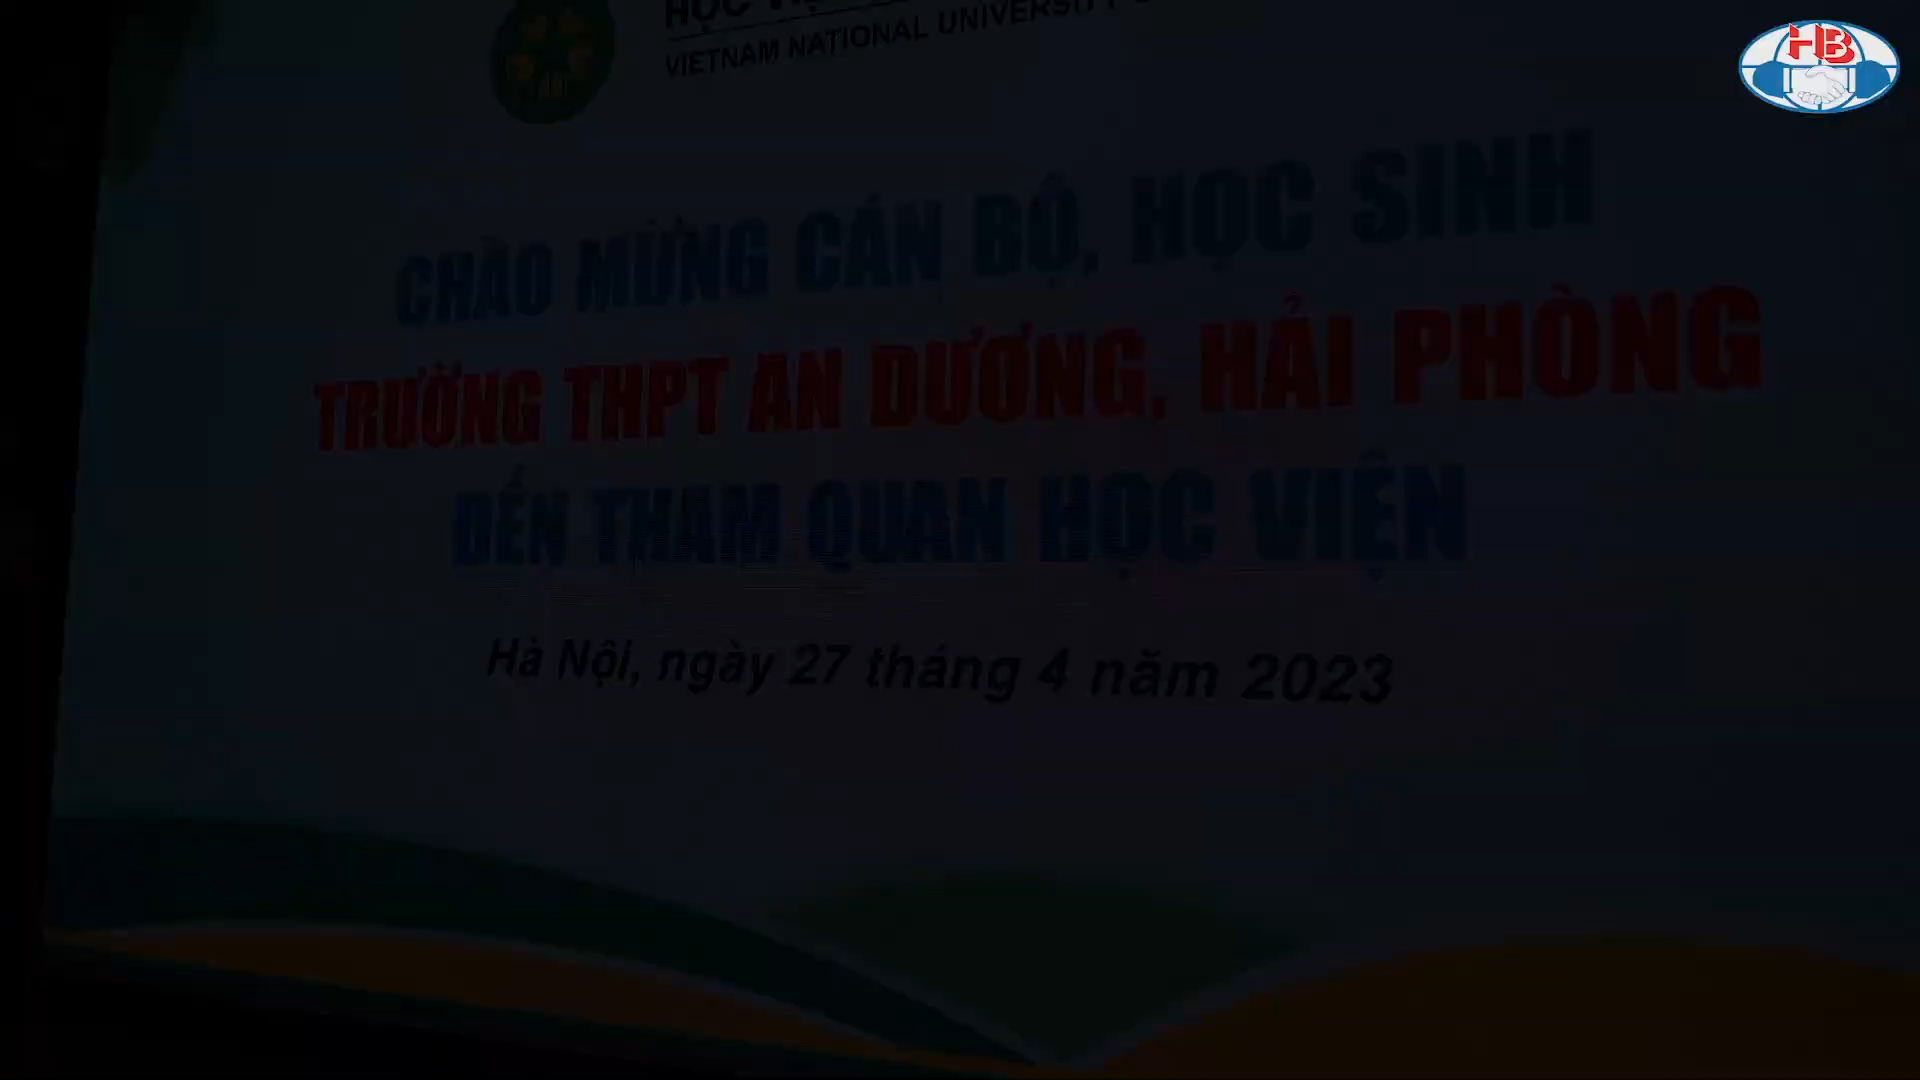 HB
HỌC
VIETNAM NATIONAL UNIVERSITY
CHÀO MỪNG CÁN BỘ, HỌC SINH
TRƯỜNG THPT AN DƯƠNG, HẢI PHÒNG
ĐẾN THAM QUAN HỌC VIỆN
Hà Nội, ngày 27 tháng 4 năm 2023